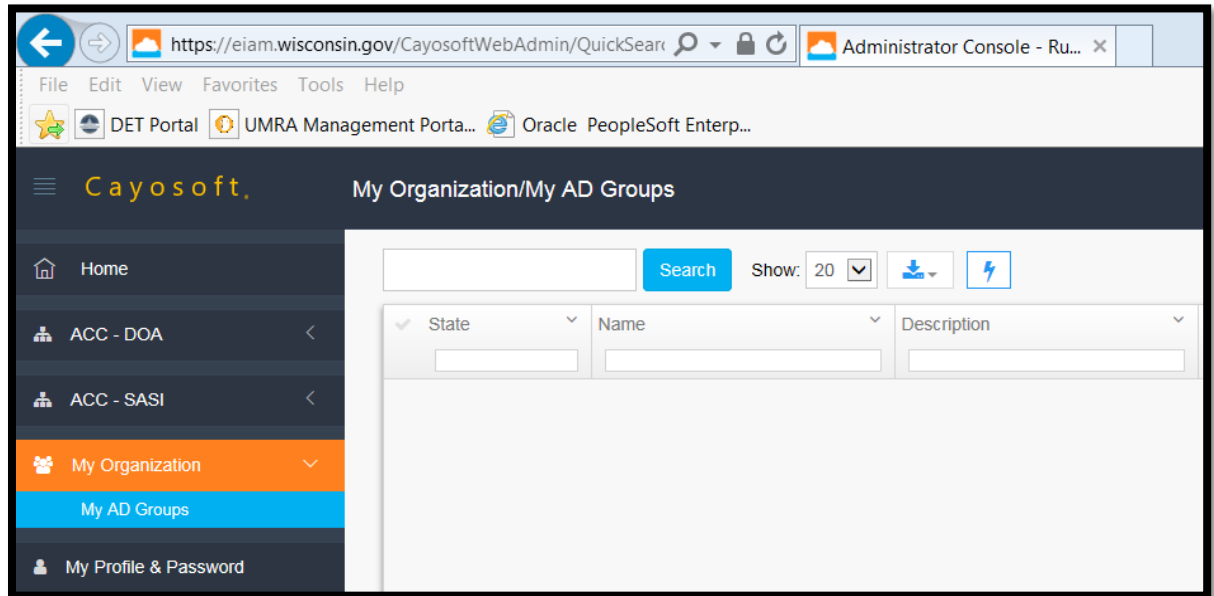 https://eiam.wisconsin.gov/CayosoftWebAdmin/QuickSearc
Administrator Console - Ru...
File Edit View Favorites Tools Help
DET Portal UMRA Management Porta... Oracle PeopleSoft Enterp...
Cayosoft
My Organization/My AD Groups
Home
Search Show: 20
ACC - DOA
State Name Description
ACC - SASI
My Organization
My AD Groups
My Profile & Password